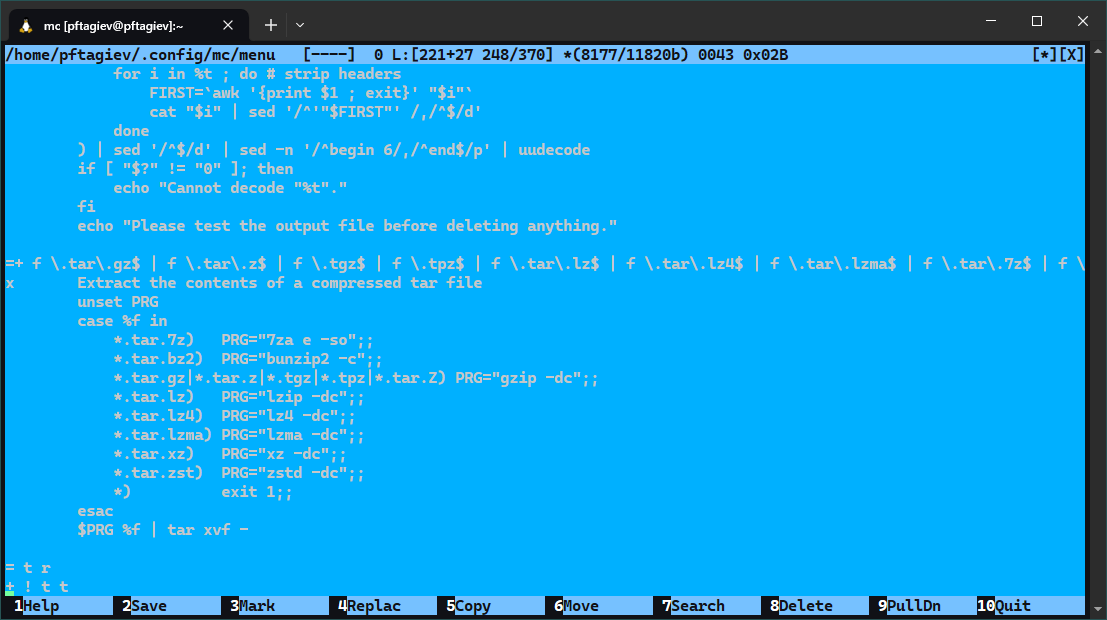 mc [pftagiev@pftagiev]:~
/home/pftagiev/.config/mc/menu   [----]  0 L:[221+27 248/370] *(8177/11820b) 0043 0x02B                           [*][X]
            for i in %t ; do # strip headers
                FIRST=`awk '{print $1 ; exit}' "$i"`
                cat "$i" | sed '/^'"$FIRST"' /,/^$/d'
            done
        ) | sed '/^$/d' | sed -n '/^begin 6/,/^end$/p' | uudecode
        if [ "$?" != "0" ]; then
            echo "Cannot decode "%t"."
        fi
        echo "Please test the output file before deleting anything."
=+ f \.tar\.gz$ | f \.tar\.z$ | f \.tgz$ | f \.tpz$ | f \.tar\.lz$ | f \.tar\.lz4$ | f \.tar\.lzma$ | f \.tar\.7z$ | f \
x       Extract the contents of a compressed tar file
        unset PRG
        case %f in
            *.tar.7z)   PRG="7za e -so";;
            *.tar.bz2)  PRG="bunzip2 -c";;
            *.tar.gz|*.tar.z|*.tgz|*.tpz|*.tar.Z) PRG="gzip -dc";;
            *.tar.lz)   PRG="lzip -dc";;
            *.tar.lz4)  PRG="lz4 -dc";;
            *.tar.lzma) PRG="lzma -dc";;
            *.tar.xz)   PRG="xz -dc";;
            *.tar.zst)  PRG="zstd -dc";;
            *)          exit 1;;
        esac
        $PRG %f | tar xvf -
= t r
+ ! t t
1Help 2Save 3Mark 4Replac 5Copy 6Move 7Search 8Delete 9PullDn 10Quit